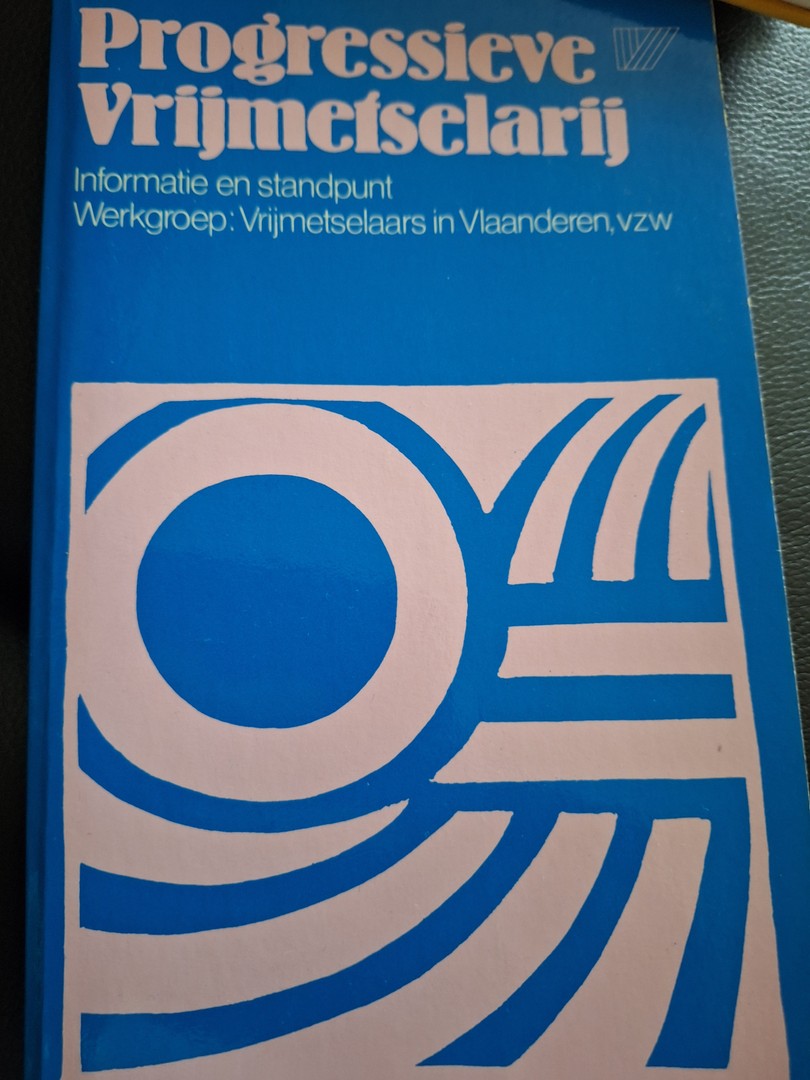 Progressieve
Vrijmetselarij
Informatie en standpunt
Werkgroep: Vrijmetselaars in Vlaanderen, vzw